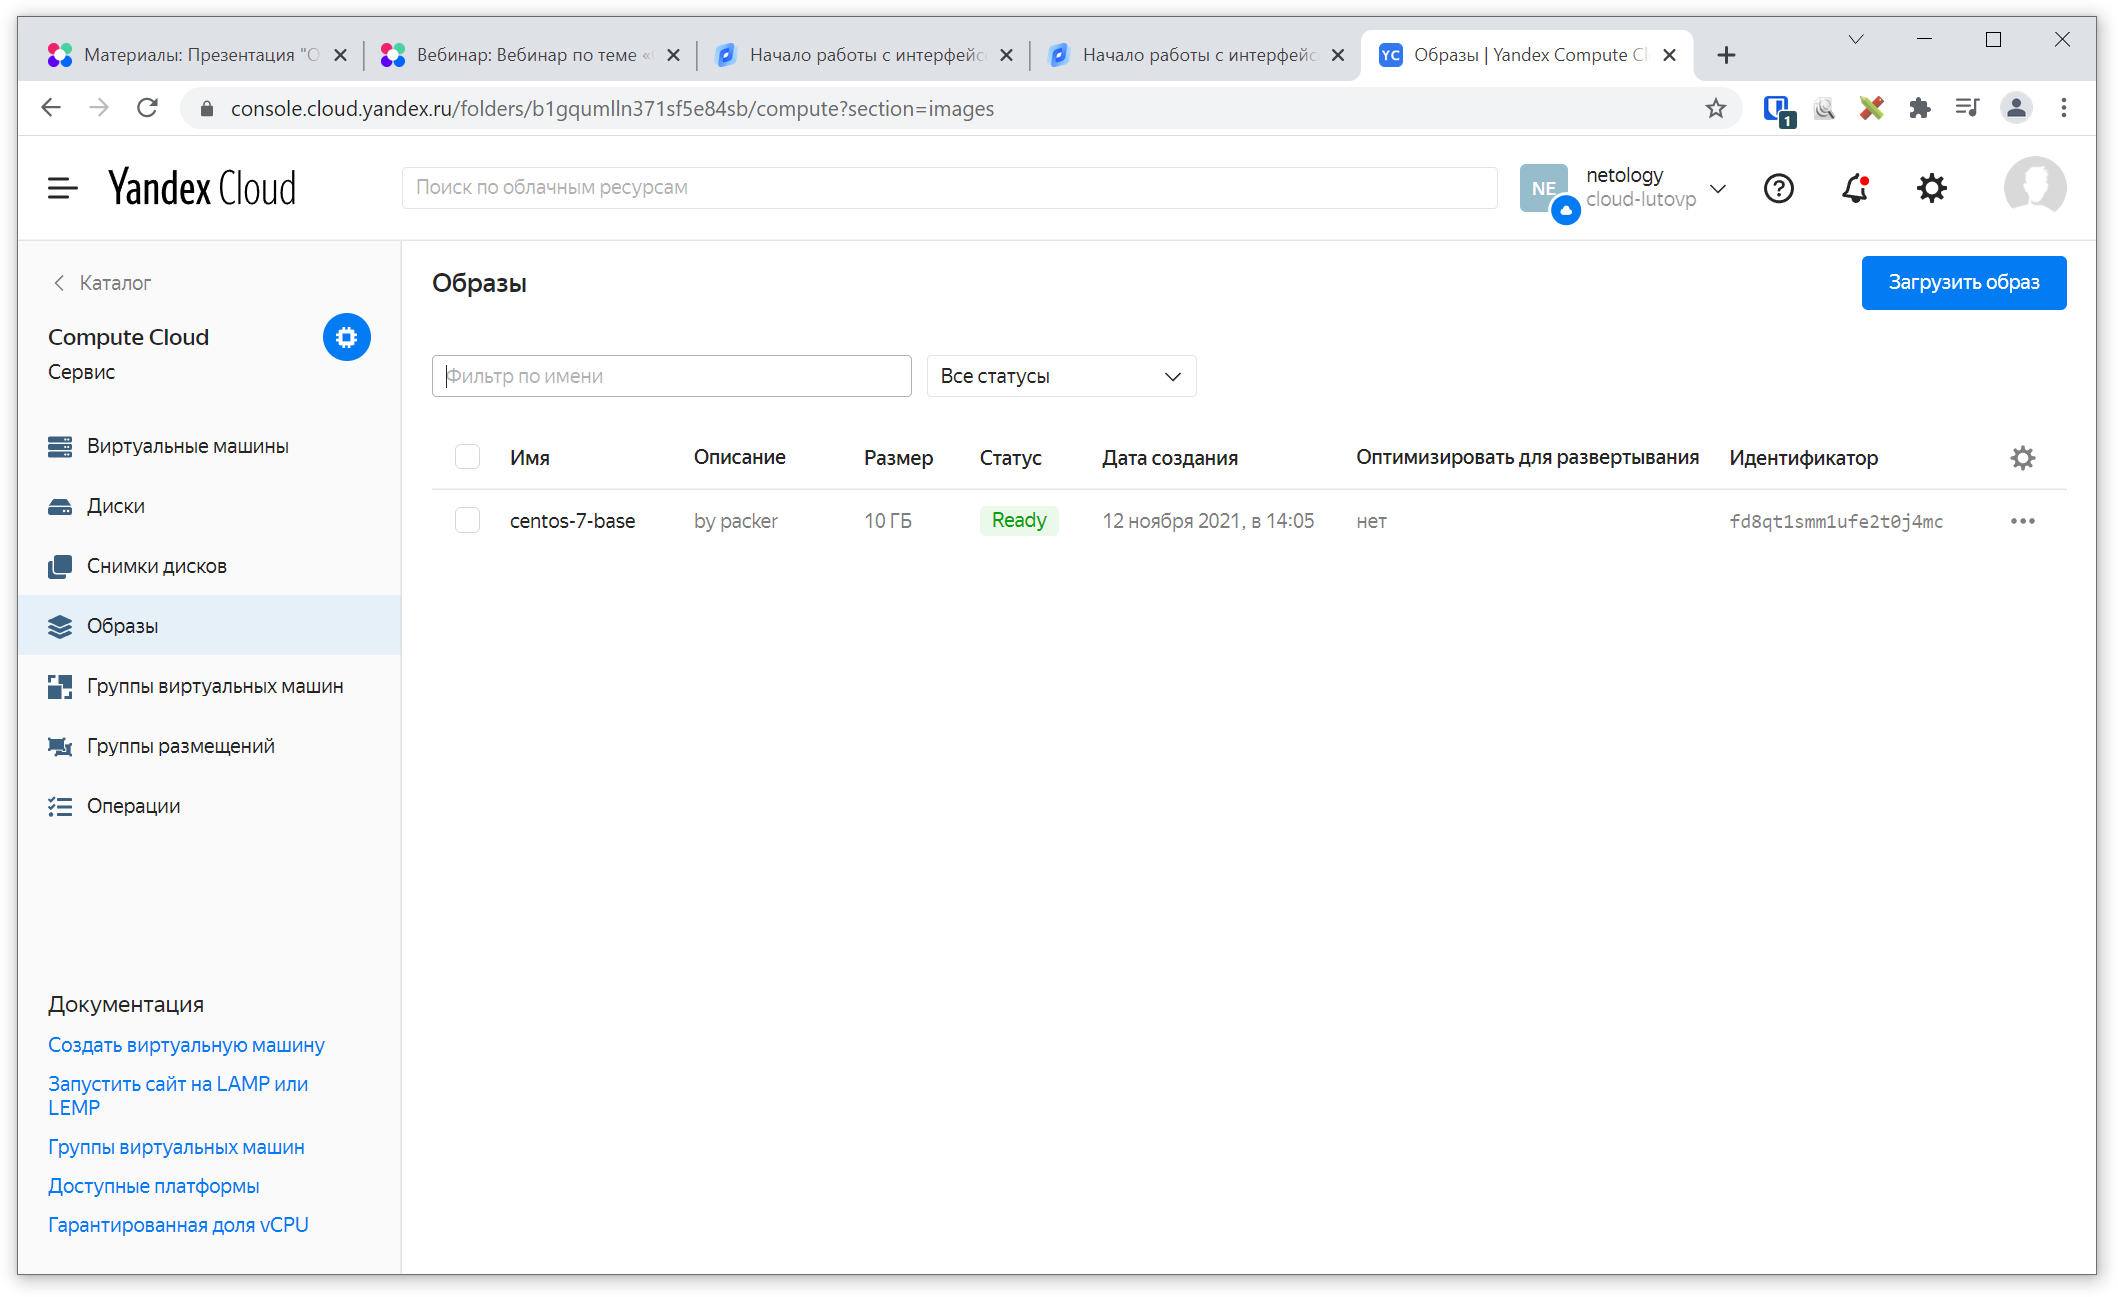 Материалы: Презентация "О
Вебинар: Вебинар по теме «
Начало работы с интерфейс
Начало работы с интерфейс
YC Образы | Yandex Compute Cl
console.cloud.yandex.ru/folders/b1gqumlln371sf5e84sb/compute?section=images
1
Yandex Cloud
Поиск по облачным ресурсам
NE
netology
cloud-lutovp
Каталог
Compute Cloud
Сервис
Виртуальные машины
Диски
Снимки дисков
Образы
Группы виртуальных машин
Группы размещений
Операции
Документация
Создать виртуальную машину
Запустить сайт на LAMP или
LEMP
Группы виртуальных машин
Доступные платформы
Гарантированная доля vCPU
Образы
Загрузить образ
Фильтр по имени
Все статусы
Имя Описание Размер Статус Дата создания Оптимизировать для развертывания Идентификатор
centos-7-base by packer 10 ГБ Ready 12 ноября 2021, в 14:05 нет fd8qt1smm1ufe2t0j4mc